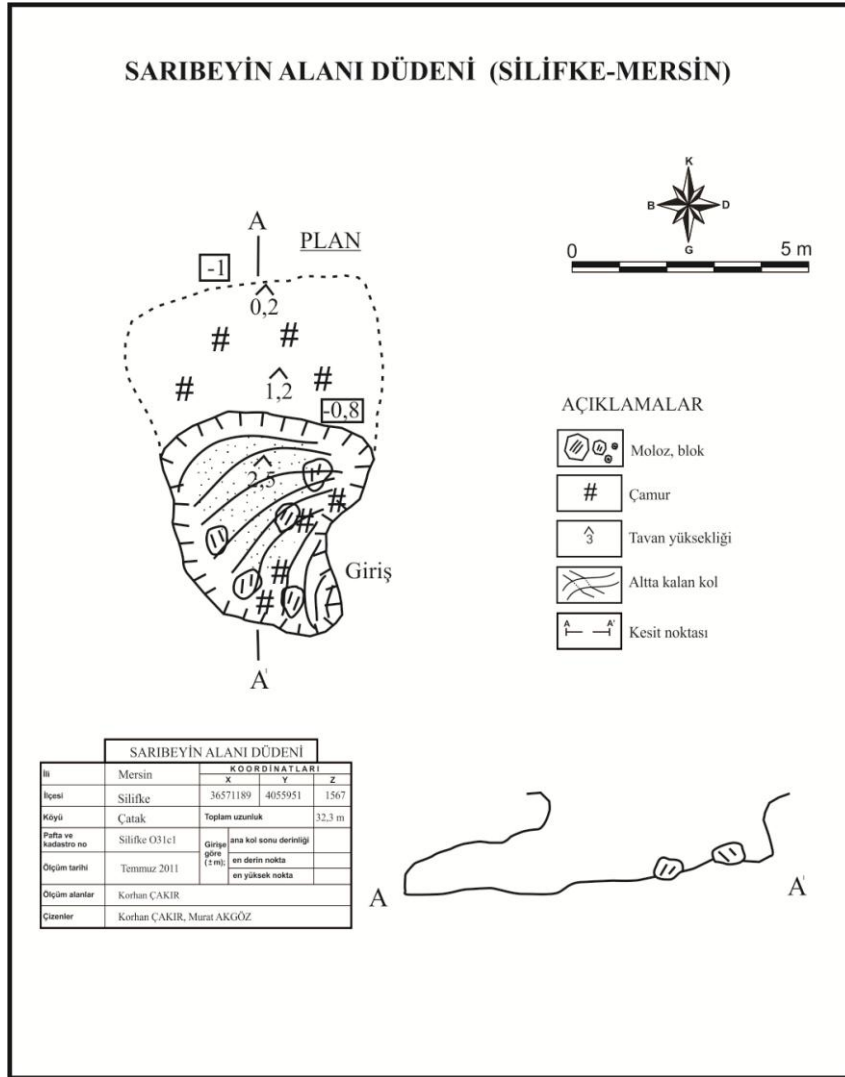 SARIBEYİN ALANI DÜDENİ (SİLİFKE-MERSİN)
A
PLAN
-1
0,2
#
#
#
1,2
#
-0,8
2,5
#
#
#
#
Giriş
A'
K
B
D
G
0
5 m
AÇIKLAMALAR
Moloz, blok
# Çamur
3 Tavan yüksekliği
Altta kalan kol
A A' Kesit noktası
SARIBEYİN ALANI DÜDENİ
İli Mersin KOORDİNATLARI
X Y Z
İlçesi Silifke 36571189 4055951 1567
Köyü Çatak Toplam uzunluk 32,3 m
Pafta ve kadastro no Silifke O31c1 Girişe göre (±m); ana kol sonu derinliği
Ölçüm tarihi Temmuz 2011 en derin nokta
en yüksek nokta
Ölçüm alanlar Korhan ÇAKIR
Çizenler Korhan ÇAKIR, Murat AKGÖZ
A
A'